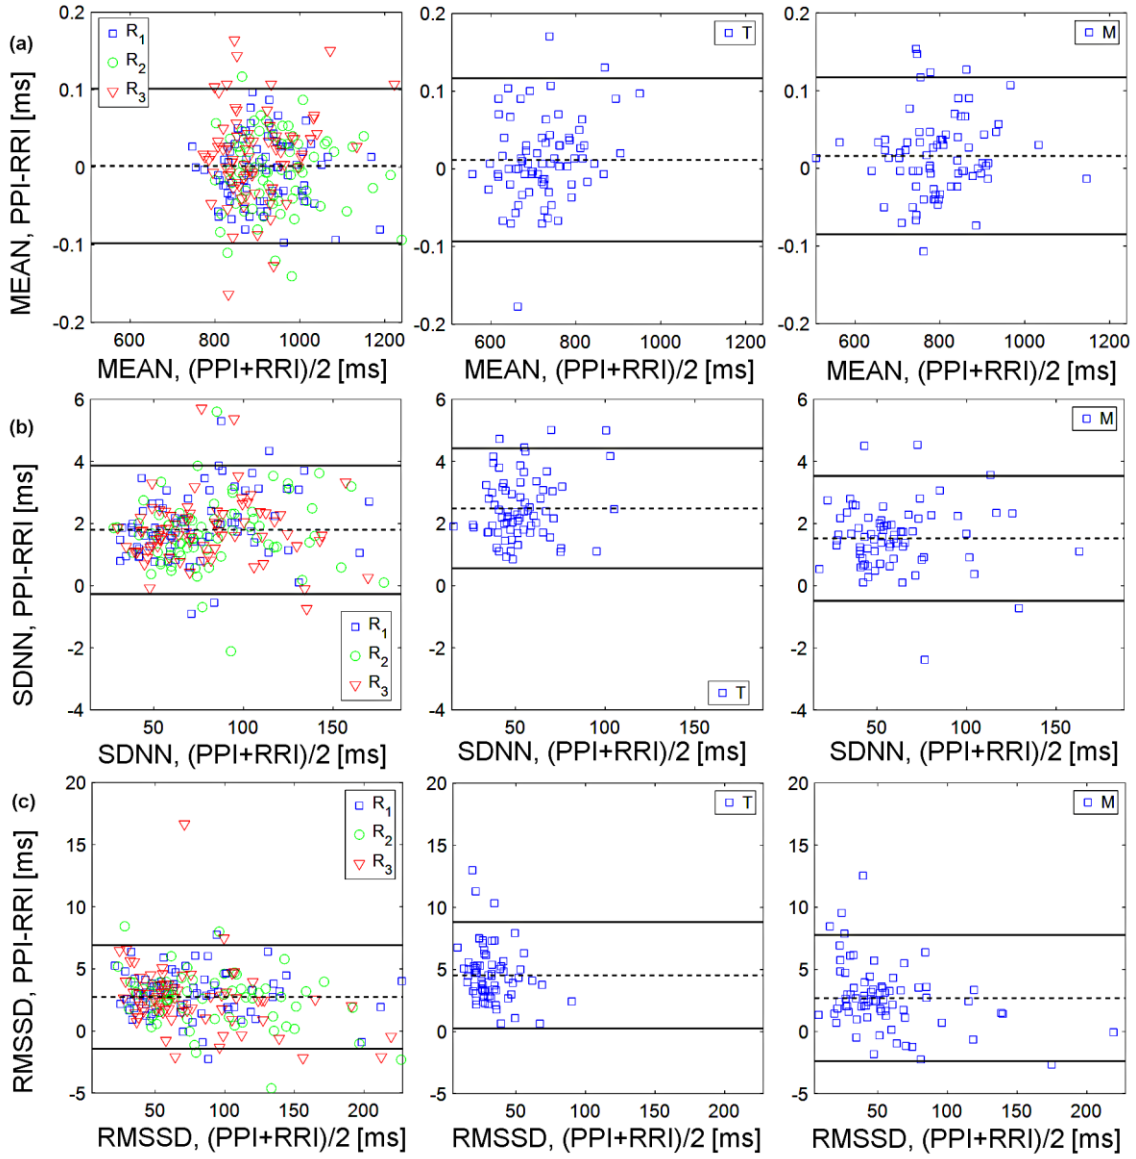 (a)
MEAN, PPI-RRI [ms]
0.2
0.1
0
-0.1
-0.2
R1
R2
R3
600 800 1000 1200
MEAN, (PPI+RRI)/2 [ms]
0.2
0.1
0
-0.1
-0.2
T
600 800 1000 1200
MEAN, (PPI+RRI)/2 [ms]
0.2
0.1
0
-0.1
-0.2
M
600 800 1000 1200
MEAN, (PPI+RRI)/2 [ms]
(b)
SDNN, PPI-RRI [ms]
6
4
2
0
-2
-4
R1
R2
R3
50 100 150
SDNN, (PPI+RRI)/2 [ms]
6
4
2
0
-2
-4
T
50 100 150
SDNN, (PPI+RRI)/2 [ms]
6
4
2
0
-2
-4
M
50 100 150
SDNN, (PPI+RRI)/2 [ms]
(c)
RMSSD, PPI-RRI [ms]
20
15
10
5
0
-5
R1
R2
R3
50 100 150 200
RMSSD, (PPI+RRI)/2 [ms]
20
15
10
5
0
-5
T
50 100 150 200
RMSSD, (PPI+RRI)/2 [ms]
20
15
10
5
0
-5
M
50 100 150 200
RMSSD, (PPI+RRI)/2 [ms]